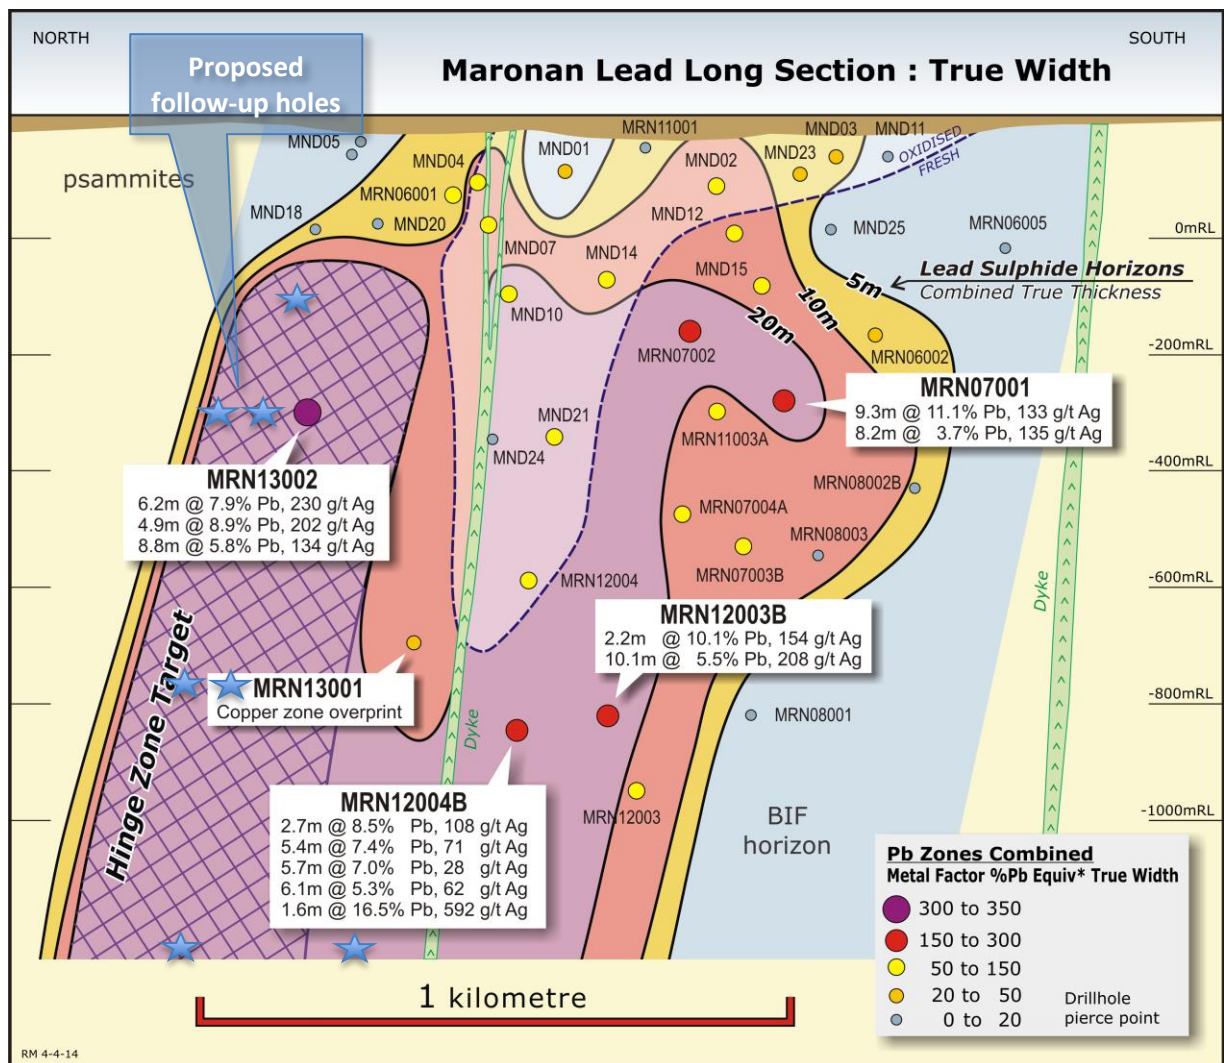 NORTH
SOUTH
Proposed
follow-up holes
Maronan Lead Long Section : True Width
MND05
MRN11001
MND03
MND11
MND01
MND04
MND02
MND23
OXIDISED
FRESH
psammites
MRN06001
MND18
MND20
MND12
MND07
MND14
MND25
MRN06005
0mRL
MND15
5m
Lead Sulphide Horizons
Combined True Thickness
MND10
10m
20m
MRN07002
MRN06002
-200mRL
MRN07001
9.3m @ 11.1% Pb, 133 g/t Ag
8.2m @ 3.7% Pb, 135 g/t Ag
MND21
MND24
MRN11003A
MRN13002
6.2m @ 7.9% Pb, 230 g/t Ag
4.9m @ 8.9% Pb, 202 g/t Ag
8.8m @ 5.8% Pb, 134 g/t Ag
-400mRL
MRN08002B
MRN07004A
MRN08003
MRN07003B
MRN12004
-600mRL
Dyke
Hinge Zone Target
MRN12003B
2.2m @ 10.1% Pb, 154 g/t Ag
10.1m @ 5.5% Pb, 208 g/t Ag
MRN13001
Copper zone overprint
-800mRL
MRN08001
Dyke
MRN12004B
2.7m @ 8.5% Pb, 108 g/t Ag
5.4m @ 7.4% Pb, 71 g/t Ag
5.7m @ 7.0% Pb, 28 g/t Ag
6.1m @ 5.3% Pb, 62 g/t Ag
1.6m @ 16.5% Pb, 592 g/t Ag
MRN12003
BIF
horizon
-1000mRL
Pb Zones Combined
Metal Factor %Pb Equiv* True Width
300 to 350
150 to 300
50 to 150
20 to 50
0 to 20
Drillhole
pierce point
1 kilometre
RM 4-4-14